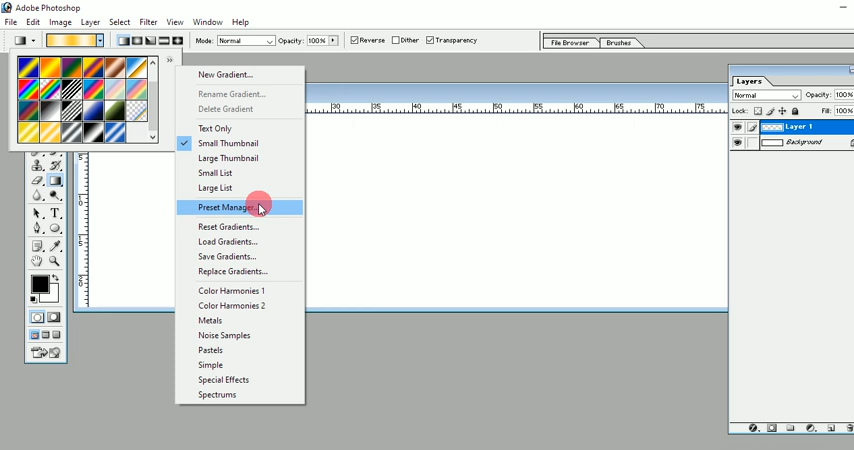 Adobe Photoshop
File Edit Image Layer Select Filter View Window Help
Mode: Normal Opacity: 100% Reverse Dither Transparency File Browser Brushes
New Gradient...
Rename Gradient...
Delete Gradient
Text Only
Small Thumbnail
Large Thumbnail
Small List
Large List
Preset Manager...
Reset Gradients...
Load Gradients...
Save Gradients...
Replace Gradients...
Color Harmonies 1
Color Harmonies 2
Metals
Noise Samples
Pastels
Simple
Special Effects
Spectrums
30 35 40 45 50 55 60 65 70 75
5
10
15
20
Layers
Normal Opacity: 100%
Lock: Fill: 100%
Layer 1
Background